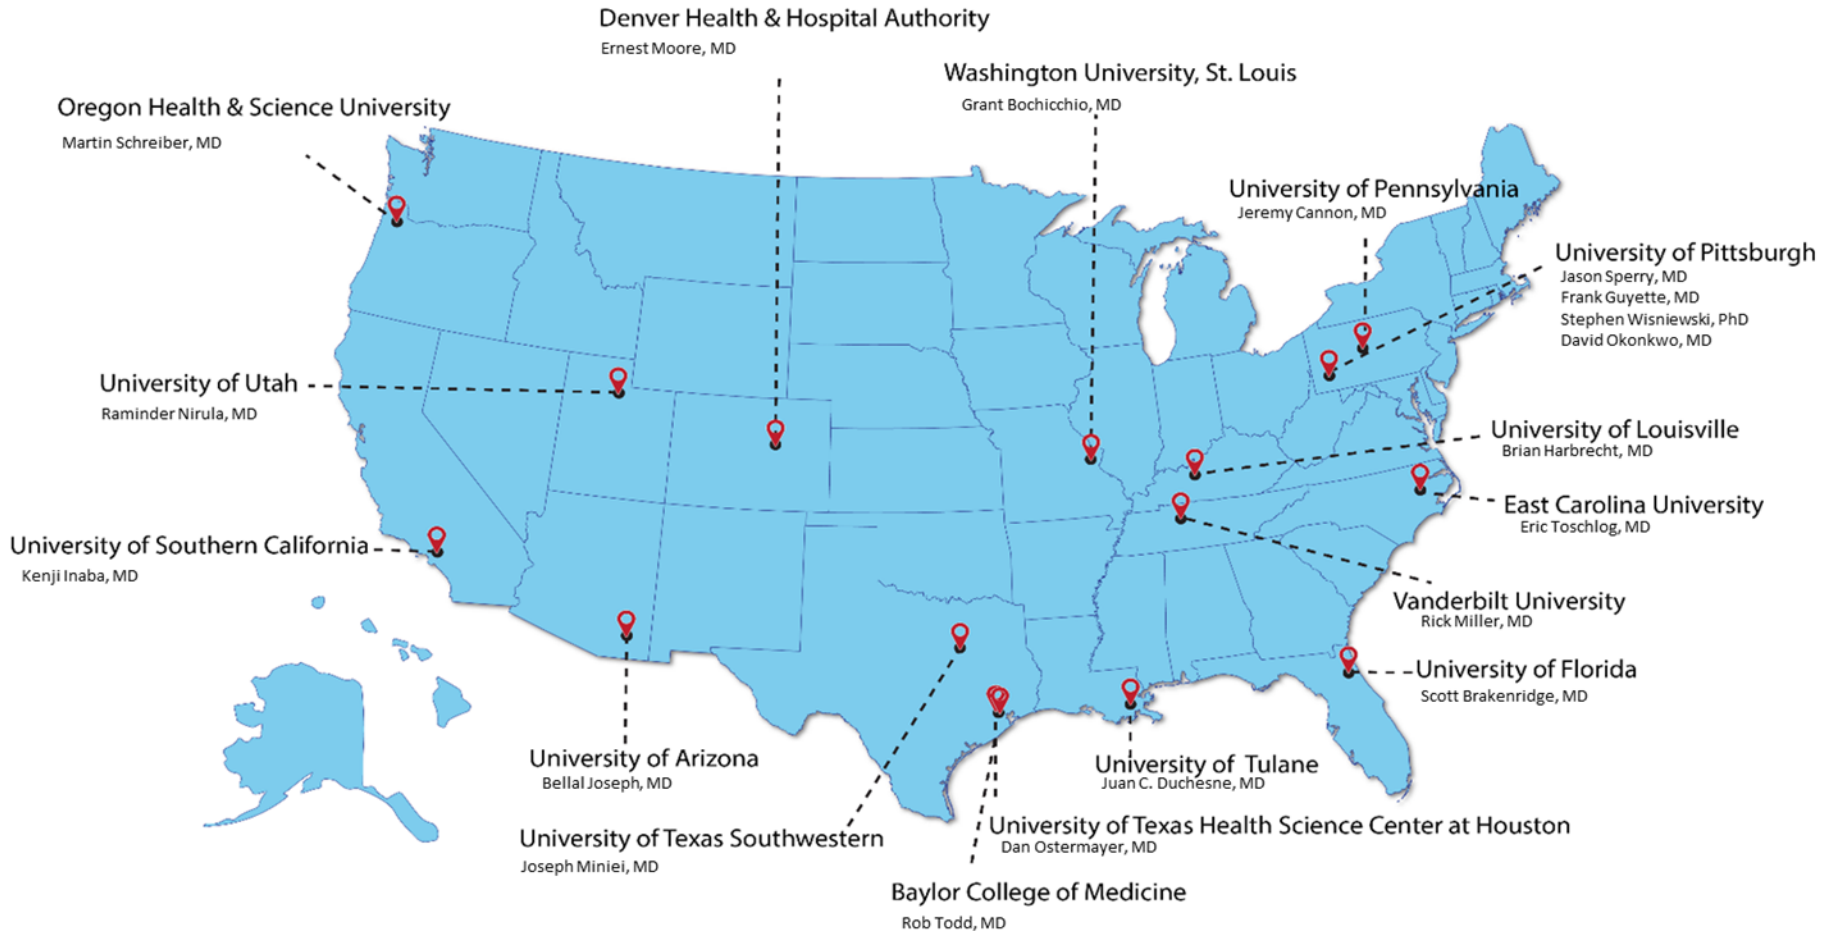 Denver Health & Hospital Authority
Ernest Moore, MD
Washington University, St. Louis
Grant Bochicchio, MD
Oregon Health & Science University
Martin Schreiber, MD
University of Pennsylvania
Jeremy Cannon, MD
University of Pittsburgh
Jason Sperry, MD
Frank Guyette, MD
Stephen Wisniewski, PhD
David Okonkwo, MD
University of Utah
Raminder Nirula, MD
University of Louisville
Brian Harbrecht, MD
East Carolina University
Eric Toschlog, MD
University of Southern California
Kenji Inaba, MD
Vanderbilt University
Rick Miller, MD
University of Florida
Scott Brakenridge, MD
University of Arizona
Bellal Joseph, MD
University of Tulane
Juan C. Duchesne, MD
University of Texas Southwestern
Joseph Miniei, MD
University of Texas Health Science Center at Houston
Dan Ostermayer, MD
Baylor College of Medicine
Rob Todd, MD